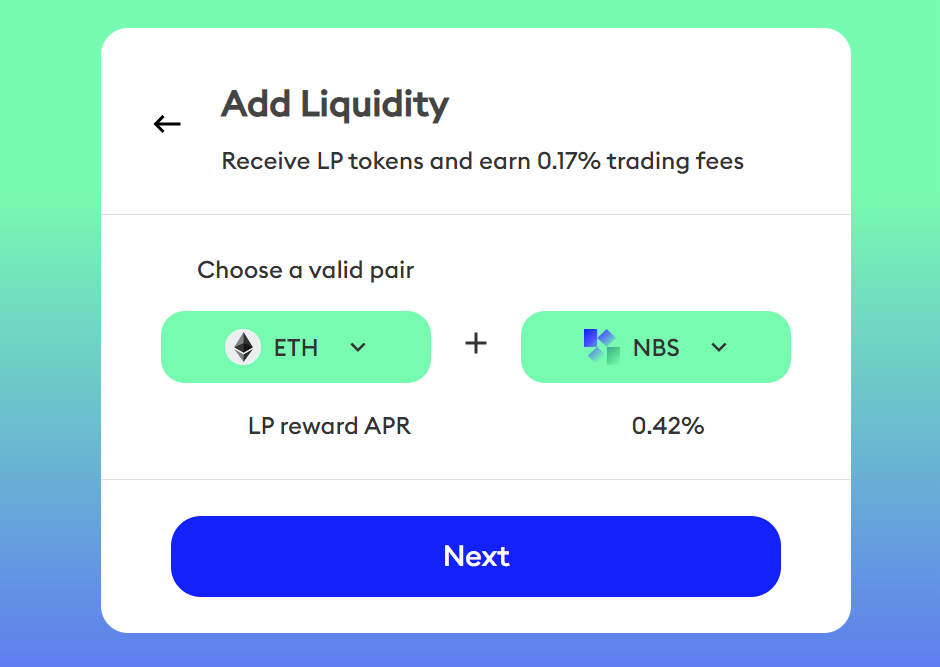 Add Liquidity
Receive LP tokens and earn 0.17% trading fees
Choose a valid pair
ETH + NBS
LP reward APR 0.42%
Next